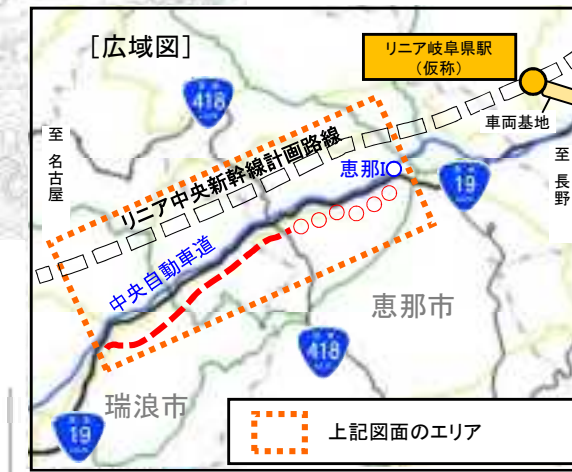 [広域図]
リニア岐阜県駅
(仮称)
車両基地
418
至 名古屋
至 長野
リニア中央新幹線計画路線
恵那IC
19
中央自動車道
恵那市
418
瑞浪市
19
上記図面のエリア